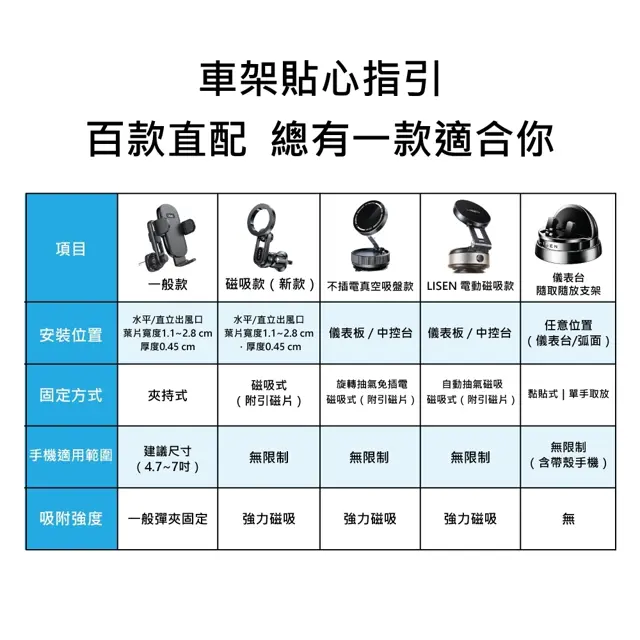 車架貼心指引
百款直配 總有一款適合你
項目
一般款
磁吸款(新款)
不插電真空吸盤款
LISEN 電動磁吸款
儀表台
隨取隨放支架
安裝位置
水平/直立出風口
葉片寬度1.1~2.8 cm
厚度0.45 cm
水平/直立出風口
葉片寬度1.1~2.8 cm
·厚度0.45 cm
儀表板 / 中控台
儀表板 / 中控台
任意位置
(儀表台/弧面)
固定方式
夾持式
磁吸式
(附引磁片)
旋轉抽氣免插電
磁吸式(附引磁片)
自動抽氣磁吸
磁吸式(附引磁片)
黏貼式 | 單手取放
手機適用範圍
建議尺寸
(4.7~7吋)
無限制
無限制
無限制
無限制
(含帶殼手機)
吸附強度
一般彈夾固定
強力磁吸
強力磁吸
強力磁吸
無